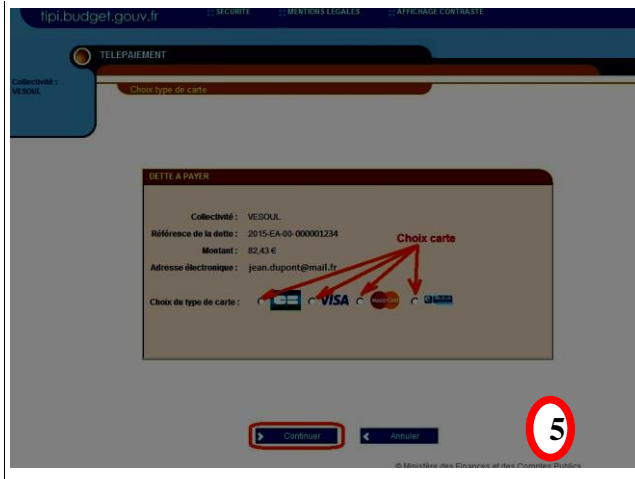 tipi.budget.gouv.fr
:: SECURITE :: MENTIONS LEGALES :: AFFICHAGE CONTRASTE
TELEPAIEMENT
Collectivité :
VESOUL
Choix type de carte
DETTE A PAYER
Collectivité : VESOUL
Référence de la dette : 2015-EA-00-000001234
Choix carte
Montant : 82,43 €
Adresse électronique : jean.dupont@mail.fr
Choix du type de carte : VISA MasterCard
Continuer Annuler
5
© Ministère des Finances et des Comptes Publics